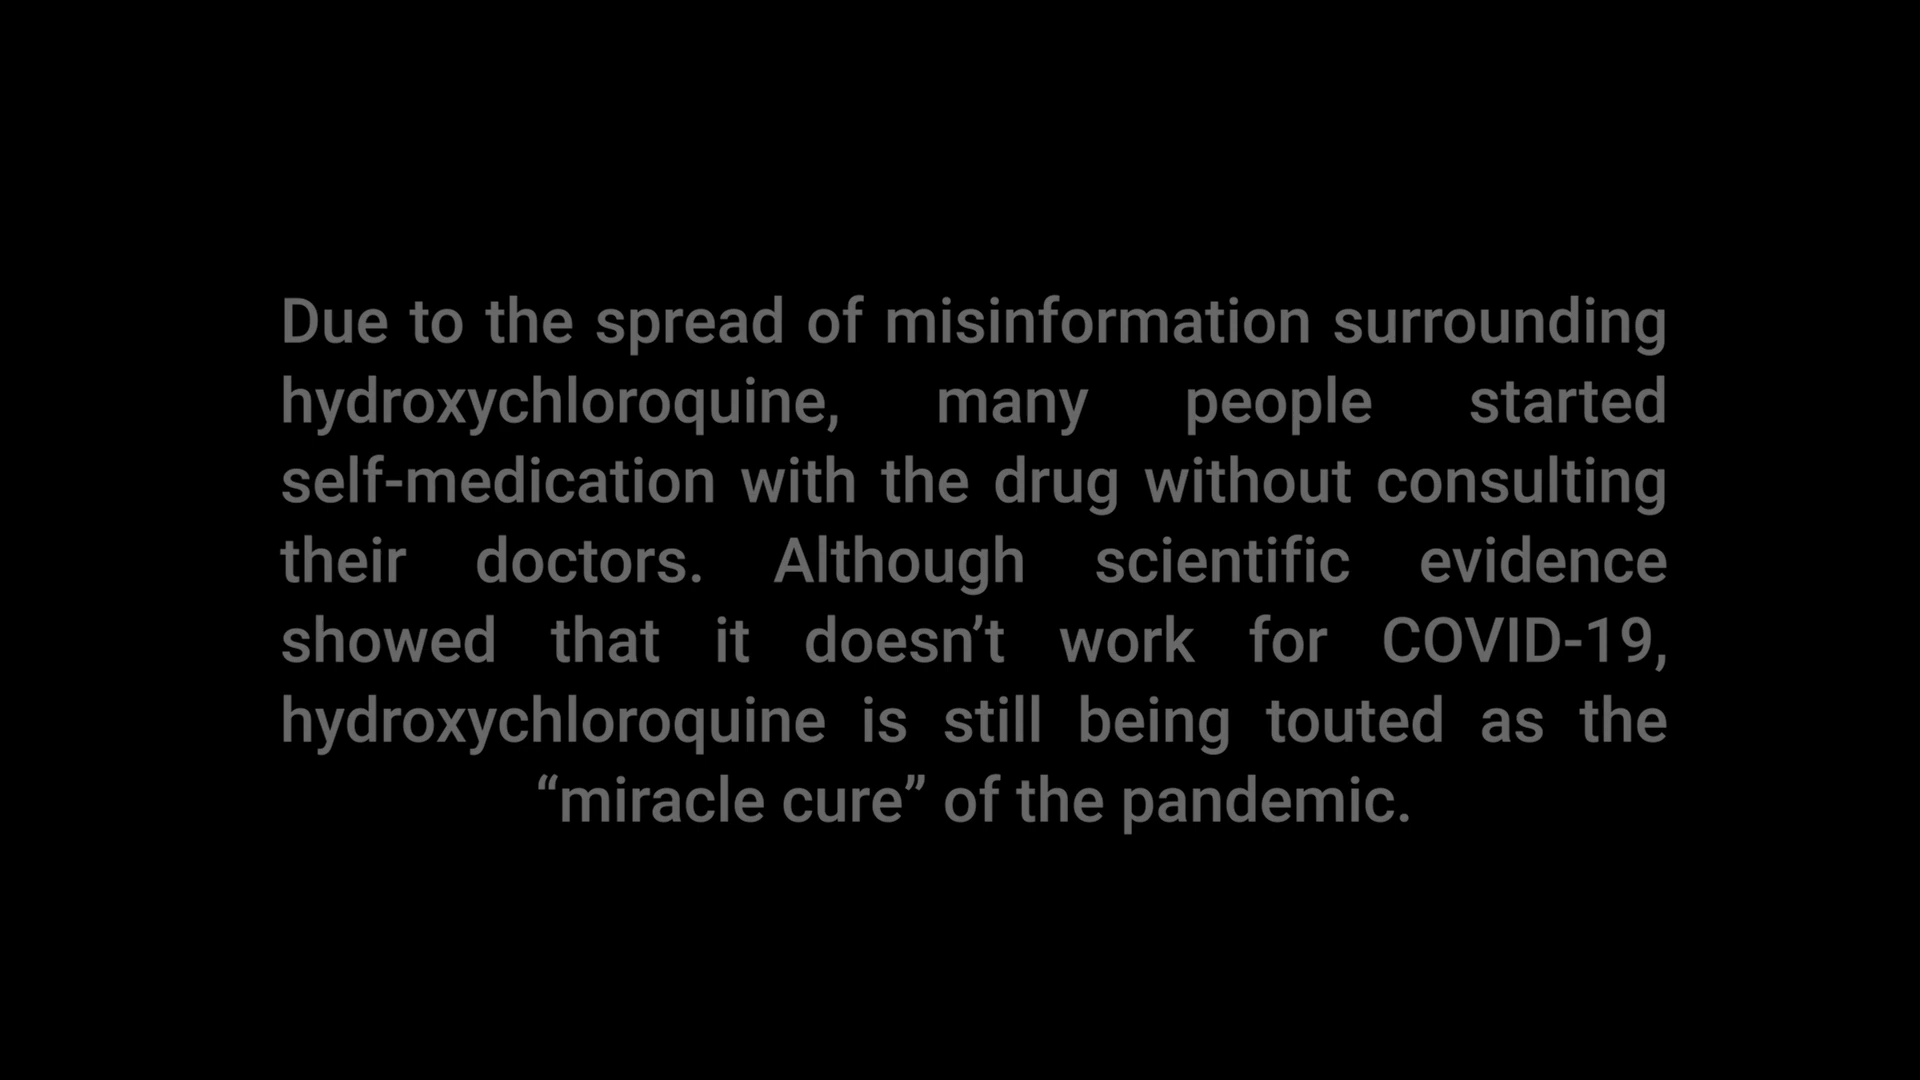 Due to the spread of misinformation surrounding
hydroxychloroquine, many people started
self-medication with the drug without consulting
their doctors. Although scientific evidence
showed that it doesn’t work for COVID-19,
hydroxychloroquine is still being touted as the
“miracle cure” of the pandemic.